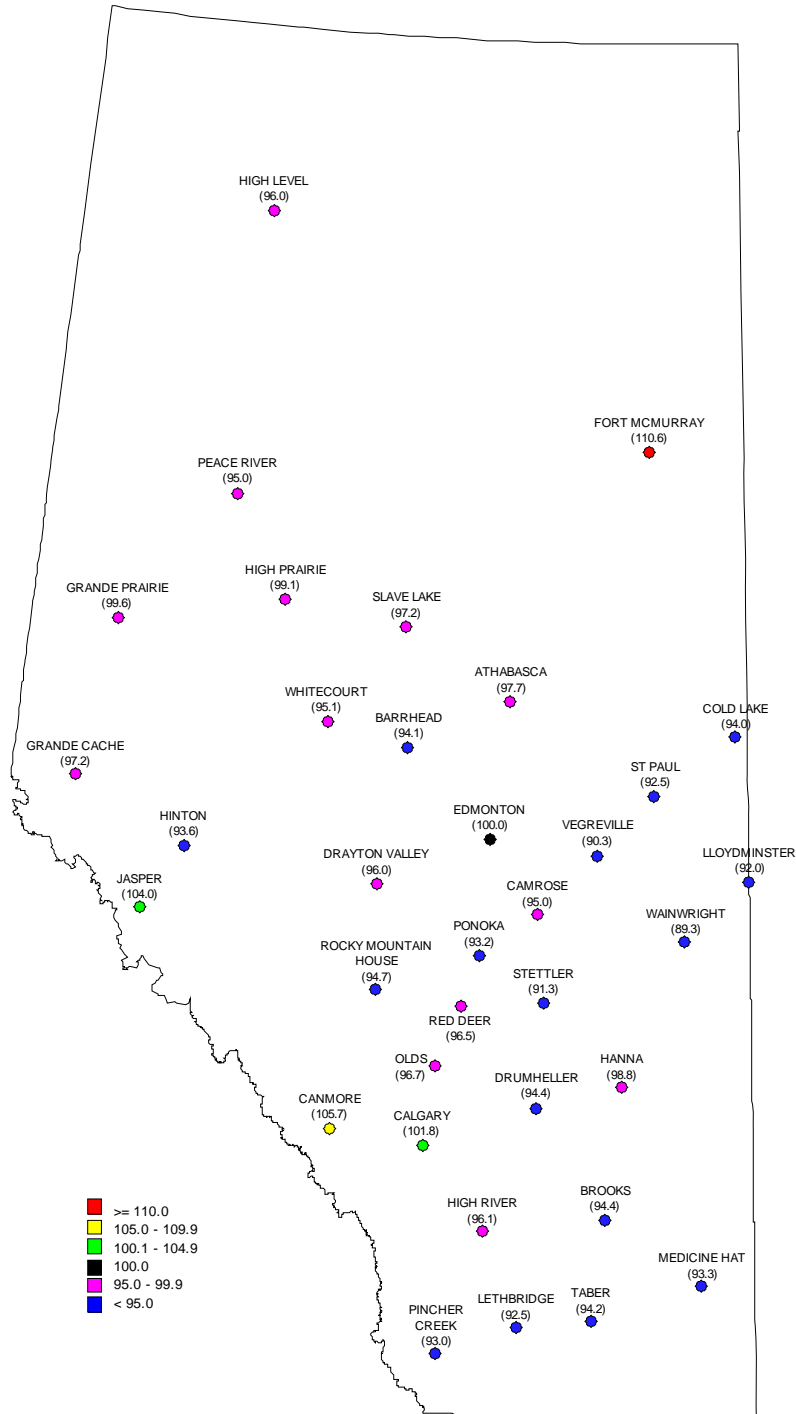 HIGH LEVEL
(96.0)
FORT MCMURRAY
(110.6)
PEACE RIVER
(95.0)
HIGH PRAIRIE
(99.1)
GRANDE PRAIRIE
(99.6)
SLAVE LAKE
(97.2)
ATHABASCA
(97.7)
WHITECOURT
(95.1)
BARRHEAD
(94.1)
COLD LAKE
(94.0)
GRANDE CACHE
(97.2)
ST PAUL
(92.5)
HINTON
(93.6)
EDMONTON
(100.0)
VEGREVILLE
(90.3)
DRAYTON VALLEY
(96.0)
LLOYDMINSTER
(92.0)
JASPER
(104.0)
CAMROSE
(95.0)
WAINWRIGHT
(89.3)
PONOKA
(93.2)
ROCKY MOUNTAIN
HOUSE
(94.7)
STETTLER
(91.3)
RED DEER
(96.5)
OLDS
(96.7)
HANNA
(98.8)
DRUMHELLER
(94.4)
CANMORE
(105.7)
CALGARY
(101.8)
HIGH RIVER
(96.1)
BROOKS
(94.4)
MEDICINE HAT
(93.3)
TABER
(94.2)
LETHBRIDGE
(92.5)
PINCHER
CREEK
(93.0)
>= 110.0
105.0 - 109.9
100.1 - 104.9
100.0
95.0 - 99.9
< 95.0